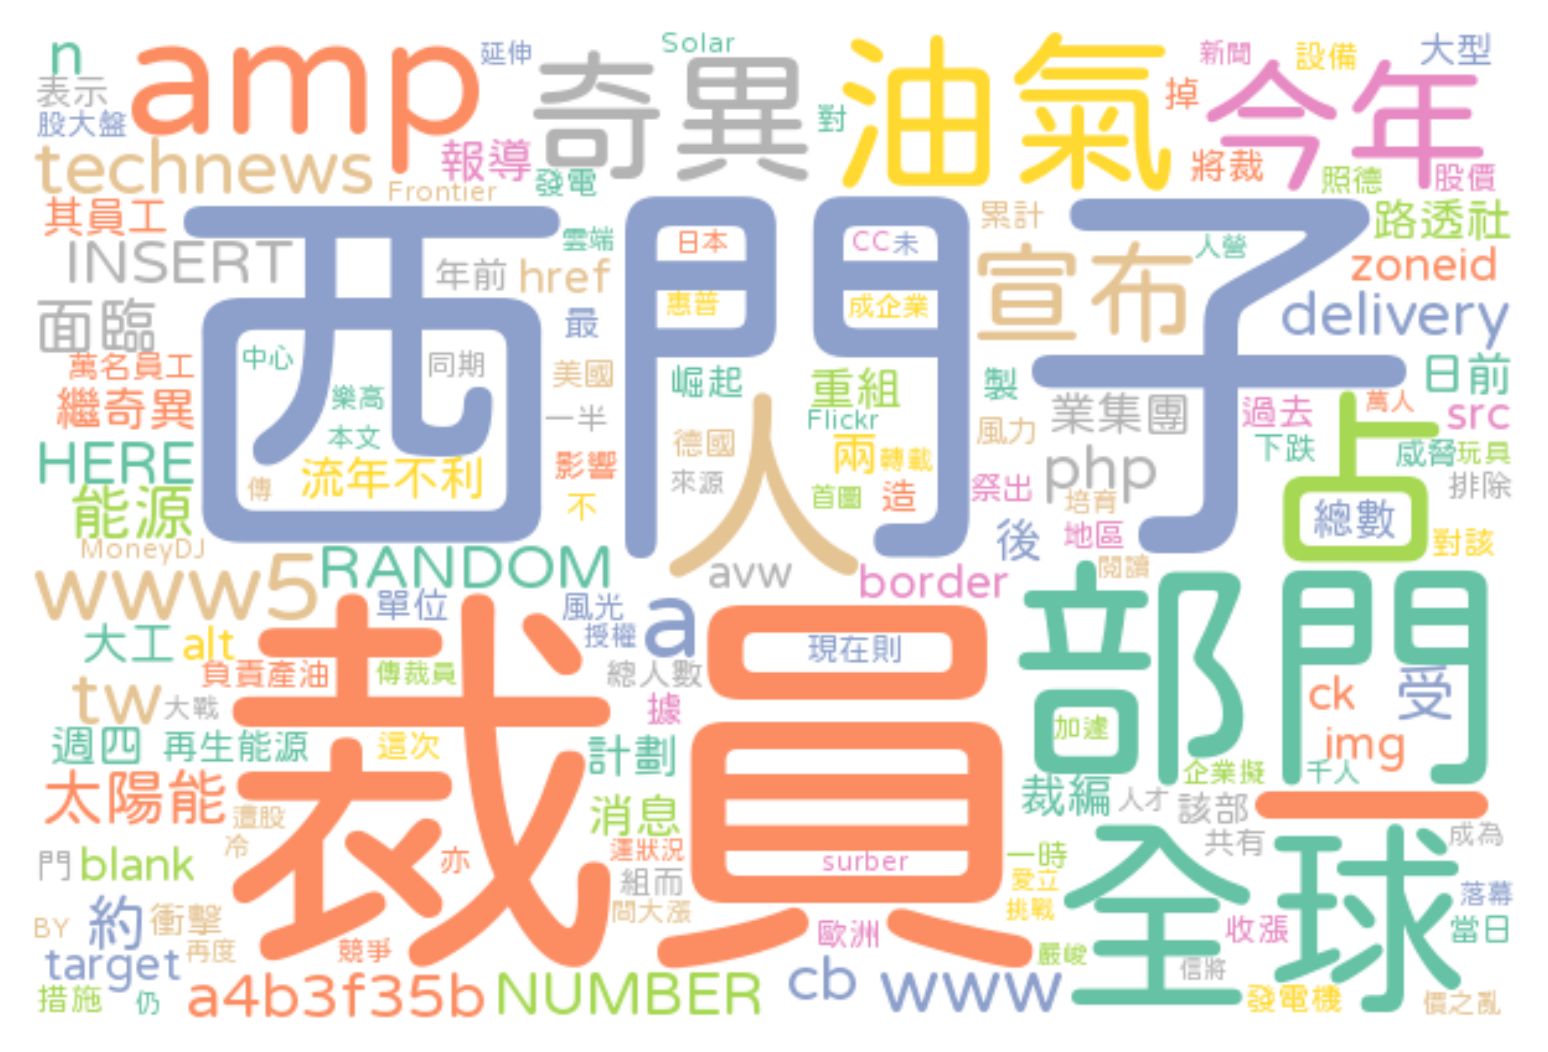 n
amp
延伸
Solar
奇異
油氣
新聞
設備
大型
表示
股大盤
對
掉
今年
technews
報導
Frontier
發電
將裁
照德
股價
其員工
西門子
雲端
日本
CC未
累計
人營
路透社
INSERT
年前
href
宣布
zoneid
面臨
最
惠普
成企業
delivery
萬名員工
中心
同期
美國
崛起
重組
製
日前
繼奇異
樂高
一半
Flickr
業集團
過去
萬人
src
占
HERE
本文
德國
人
兩
轉載
風力
下跌
威脅
玩具
流年不利
傳
影響
來源
首圖
造
祭出
php
排除
能源
不
培育
總數
MoneyDJ
後
地區
對該
www5
RANDOM
avw
border
閱讀
單位
風光
a
部門
大工
alt
授權
現在則
裁員
負責產油
傳裁員
總人數
ck
受
tw
大戰
據
加遽
週四
再生能源
這次
計劃
img
企業擬
千人
太陽能
裁編
人才
該部
一
遭股
消息
冷
運狀況
共有
成為
門
blank
亦
surber
一時
全球
組而
愛立
落幕
BY
約
衝擊
間大漲
挑戰
歐洲
收漲
當日
再度
競爭
target
嚴峻
cb
www
信將
措施
仍
a4b3f35b
NUMBER
發電機
價之亂